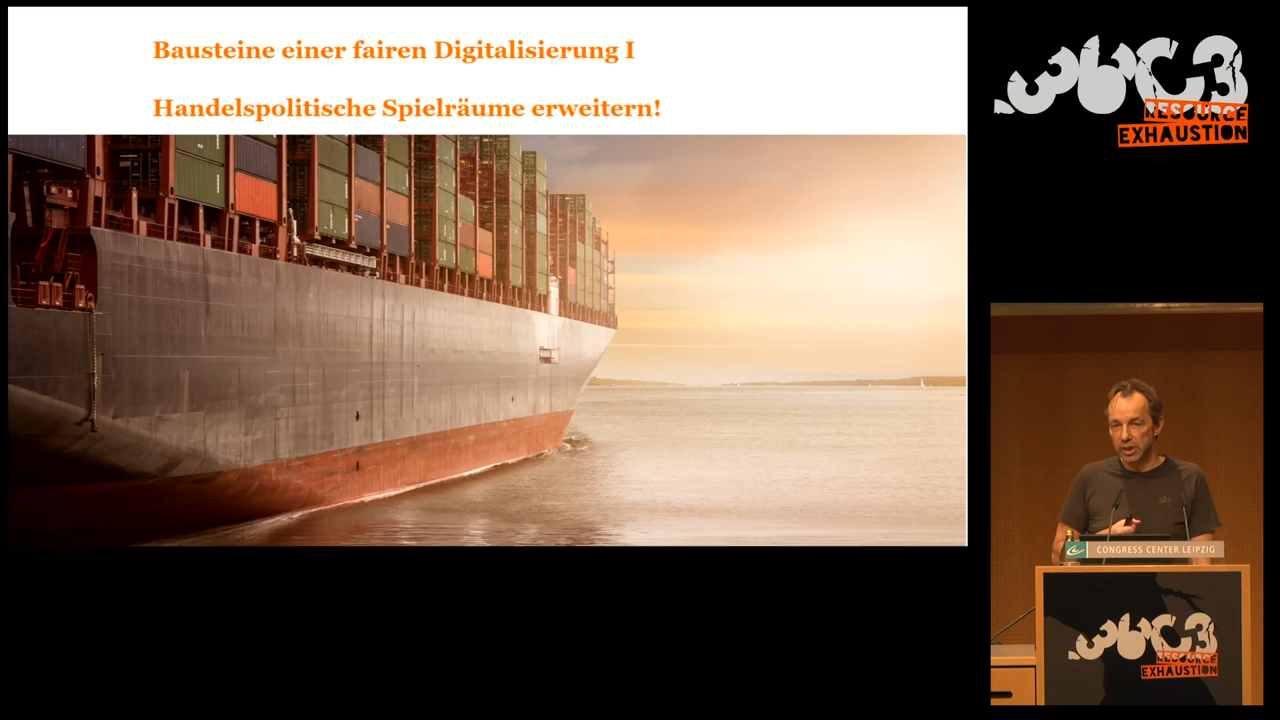 Bausteine einer fairen Digitalisierung I
Handelspolitische Spielräume erweitern!
36C3
RESOURCE
EXHAUSTION
CONGRESS CENTER LEIPZIG
36C3
RESOURCE
EXHAUSTION